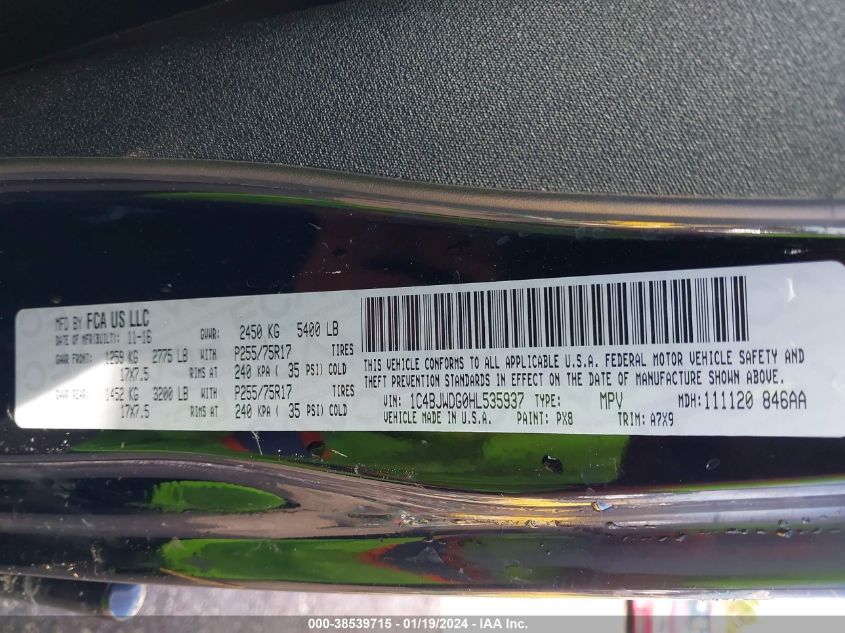 MFD BY FCA US LLC
DATE OF MFR(BUILT): 11-16
GVWR: 2450 KG 5400 LB
GAWR FRONT: 1258 KG 2775 LB WITH P255/75R17 TIRES
17X7.5 RIMS AT 240 KPA ( 35 PSI) COLD
GAWR REAR: 1452 KG 3200 LB WITH P255/75R17 TIRES
17X7.5 RIMS AT 240 KPA ( 35 PSI) COLD
THIS VEHICLE CONFORMS TO ALL APPLICABLE U.S.A. FEDERAL MOTOR VEHICLE SAFETY AND
THEFT PREVENTION STANDARDS IN EFFECT ON THE DATE OF MANUFACTURE SHOWN ABOVE.
VIN: 1C4BJWDG0HL535937 TYPE: MPV MDH: 111120 846AA
VEHICLE MADE IN U.S.A. PAINT: PX8 TRIM: A7X9
000-38539715 - 01/19/2024 - IAA Inc.